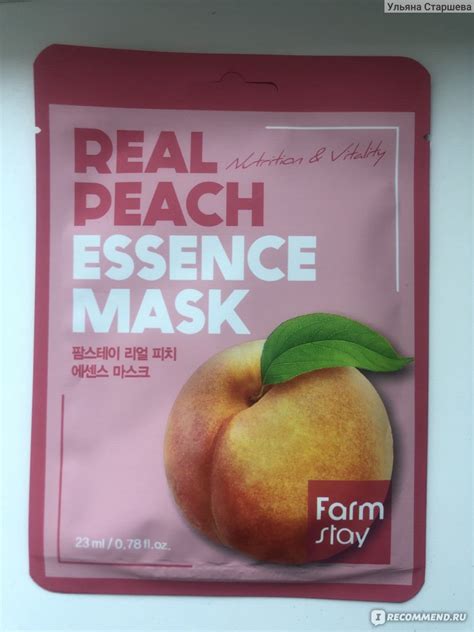 Ульяна Старшева
REAL Nutrition & Vitality
PEACH
ESSENCE
MASK
팜스테이 리얼 피치
에센스 마스크
Farm
stay
23 ml / 0.78 fl.oz.
I RECOMMEND.RU